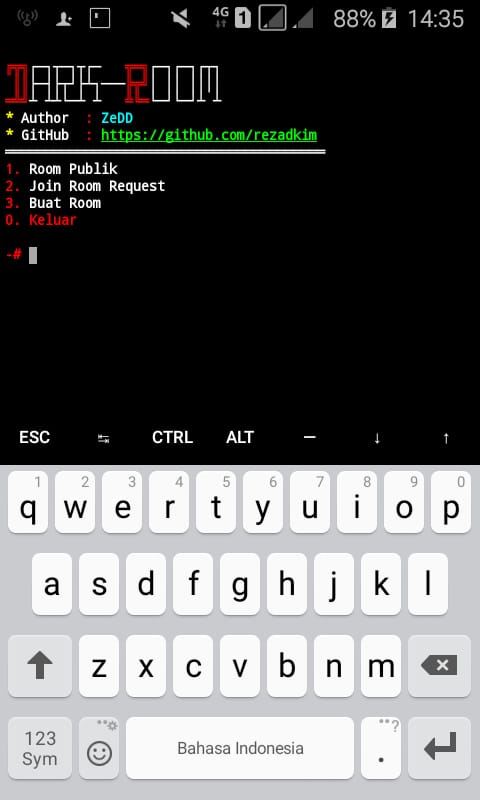 4G 1 88% 14:35
DARK-ROOM
* Author : ZeDD
* GitHub : https://github.com/rezadkim
1. Room Publik
2. Join Room Request
3. Buat Room
0. Keluar
-#
ESC ↹ CTRL ALT — ↓ ↑
1 2 3 4 5 6 7 8 9 0
q w e r t y u i o p
a s d f g h j k l
z x c v b n m
123 Sym Bahasa Indonesia . ?